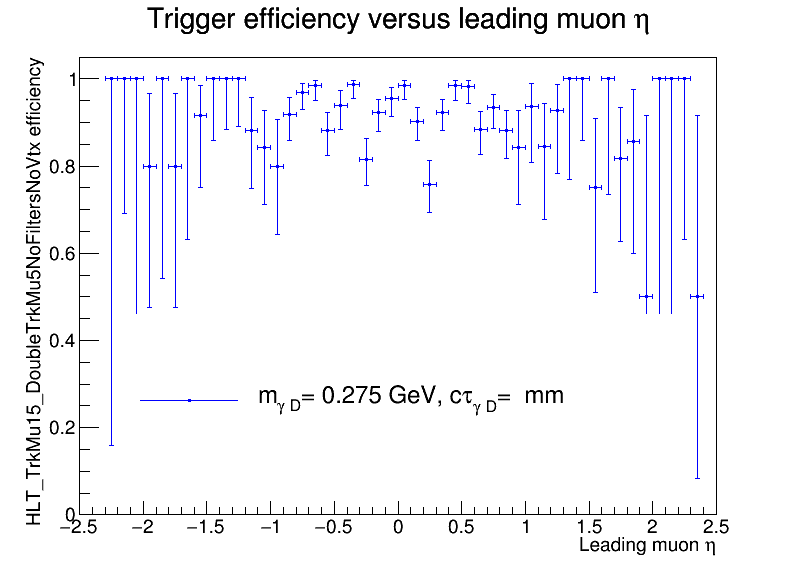 Trigger efficiency versus leading muon η
HLT_TrkMu15_DoubleTrkMu5NoFiltersNoVtx efficiency
1
0.8
0.6
0.4
0.2
0
m_γ D= 0.275 GeV, cτ_γ D= mm
−2.5 −2 −1.5 −1 −0.5 0 0.5 1 1.5 2 2.5
Leading muon η